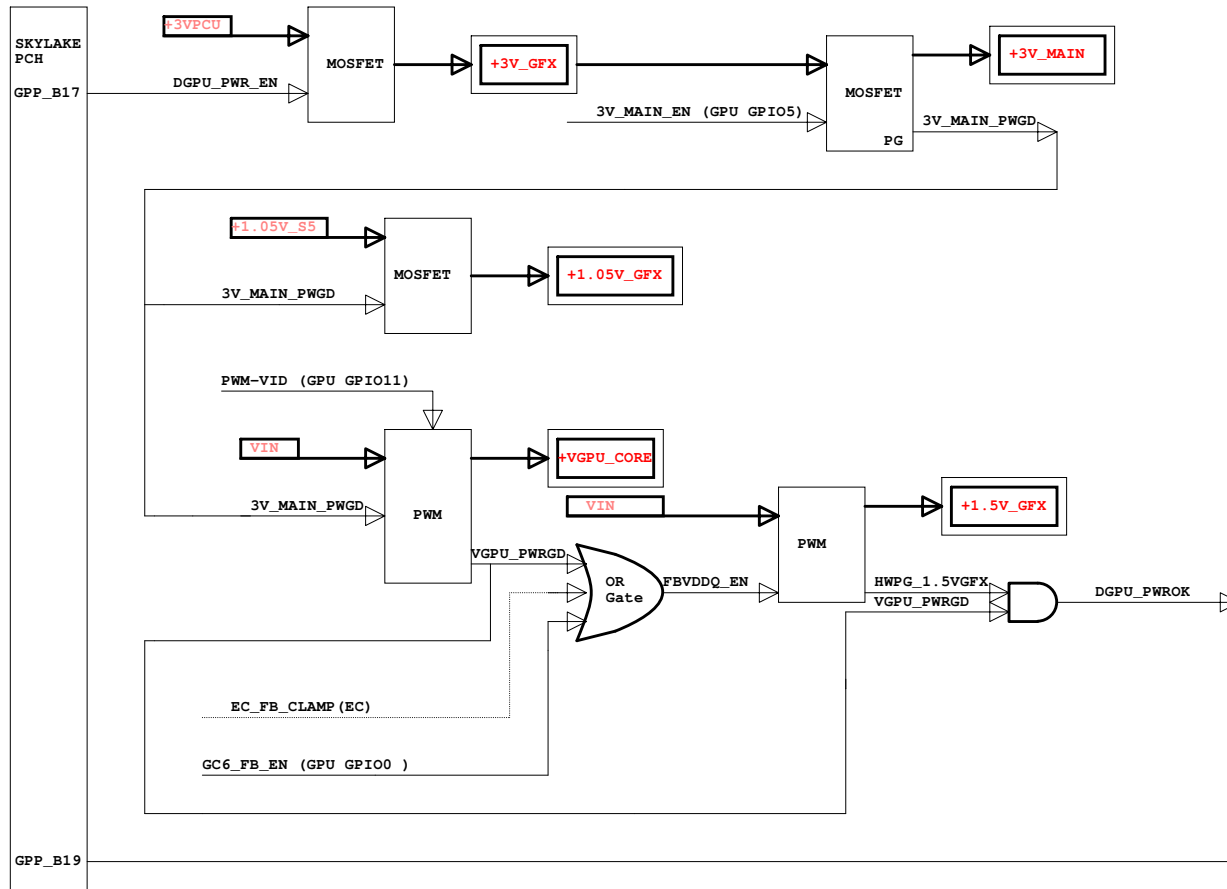 +3VPCU
SKYLAKE
PCH
MOSFET
+3V_GFX
+3V_MAIN
GPP_B17
DGPU_PWR_EN
MOSFET
3V_MAIN_EN (GPU GPIO5)
PG
3V_MAIN_PWGD
+1.05V_S5
MOSFET
+1.05V_GFX
3V_MAIN_PWGD
PWM-VID (GPU GPIO11)
VIN
+VGPU_CORE
3V_MAIN_PWGD
PWM
VIN
+1.5V_GFX
PWM
VGPU_PWRGD
OR
Gate
FBVDDQ_EN
HWPG_1.5VGFX
VGPU_PWRGD
DGPU_PWROK
EC_FB_CLAMP(EC)
GC6_FB_EN (GPU GPIO0 )
GPP_B19